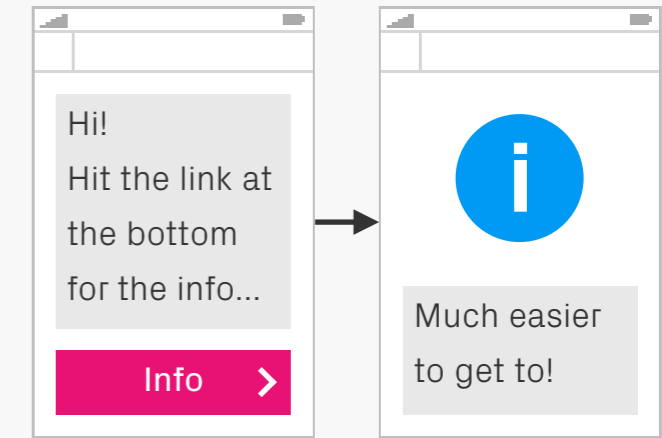 Hi!
Hit the link at
the bottom
for the info...
Info
i
Much easier
to get to!